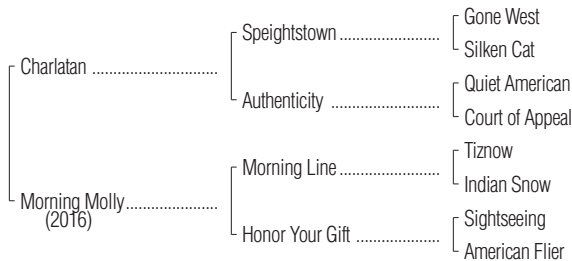 Gone West
Speightstown
Silken Cat
Charlatan
Quiet American
Authenticity
Court of Appeal
Tiznow
Morning Line
Indian Snow
Morning Molly
(2016)
Sightseeing
Honor Your Gift
American Flier